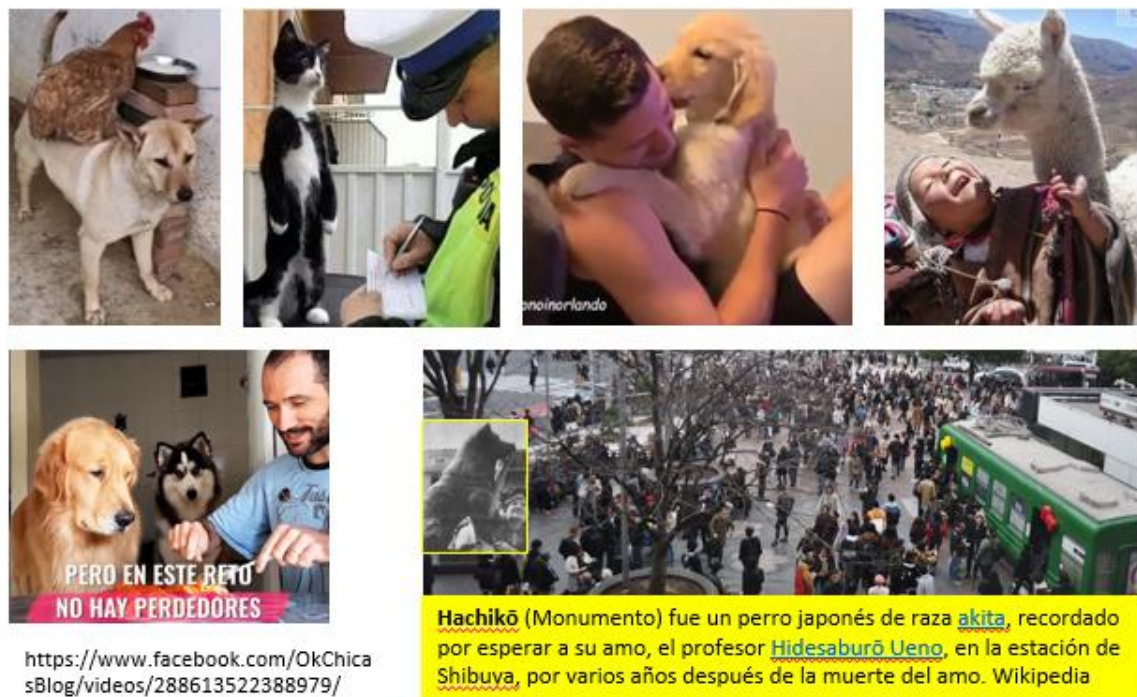 onoinorlando
PERO EN ESTE RETO
NO HAY PERDEDORES
https://www.facebook.com/OkChica
sBlog/videos/288613522388979/
Hachikō (Monumento) fue un perro japonés de raza akita, recordado
por esperar a su amo, el profesor Hidesaburō Ueno, en la estación de
Shibuya, por varios años después de la muerte del amo. Wikipedia